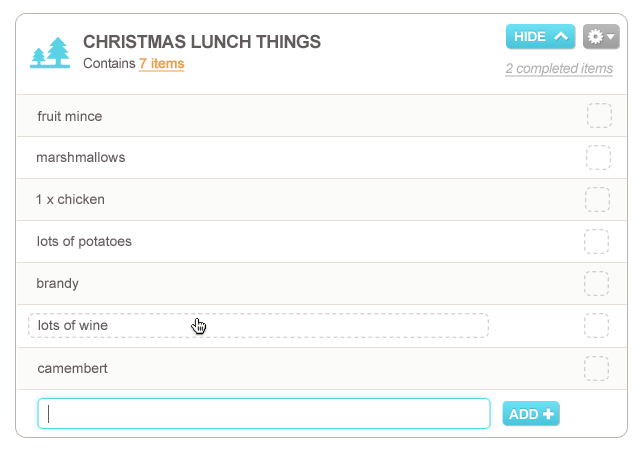 CHRISTMAS LUNCH THINGS
Contains 7 items
HIDE
2 completed items
fruit mince
marshmallows
1 x chicken
lots of potatoes
brandy
lots of wine
camembert
ADD +